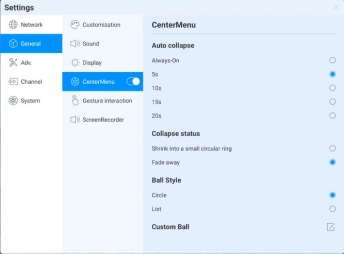 Settings
Network
General
Adv.
Channel
System
Customization
Sound
Display
CenterMenu
Gesture interaction
ScreenRecorder
CenterMenu
Auto collapse
Always-On
5s
10s
15s
20s
Collapse status
Shrink into a small circular ring
Fade away
Ball Style
Circle
List
Custom Ball